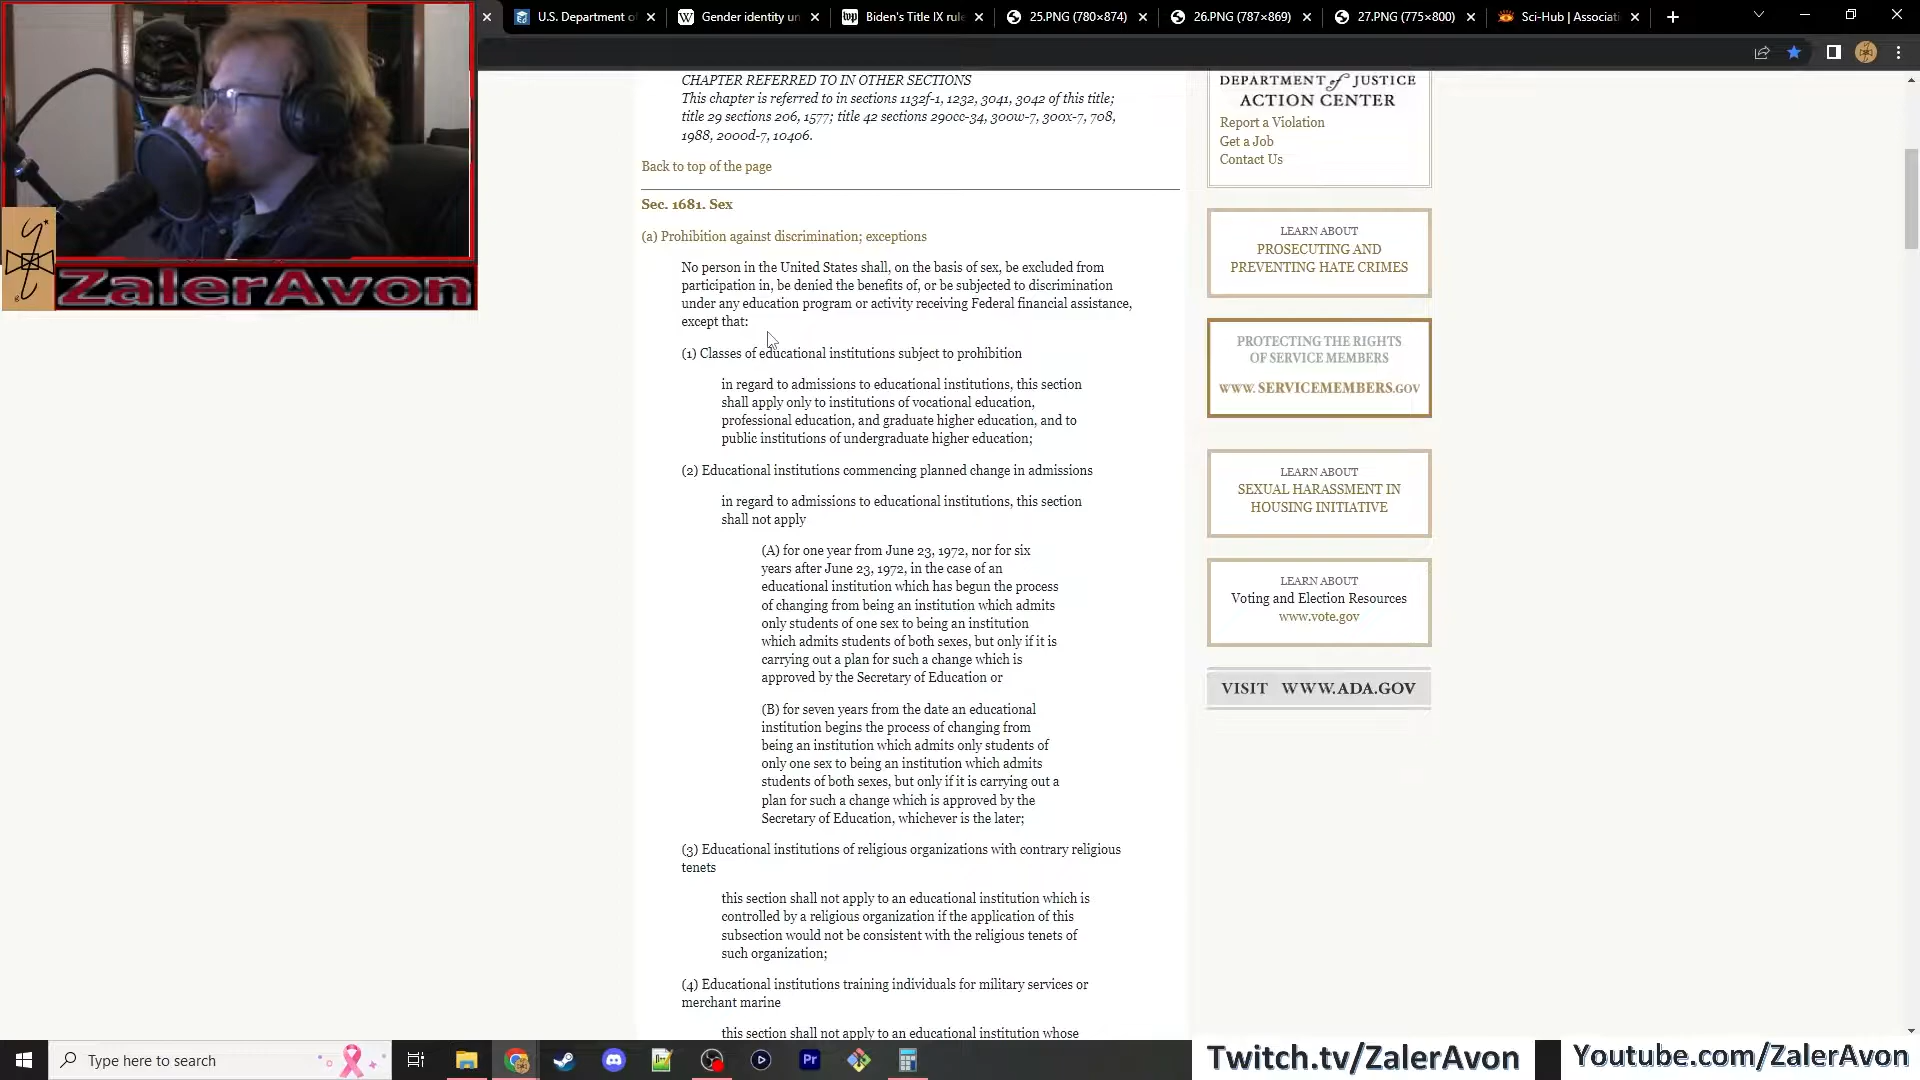 U.S. Department of
Gender identity un
Biden's Title IX rule
25.PNG (780×874)
26.PNG (787×869)
27.PNG (775×800)
Sci-Hub | Associati
ZalerAvon
CHAPTER REFERRED TO IN OTHER SECTIONS
This chapter is referred to in sections 1132f-1, 1232, 3041, 3042 of this title;
title 29 sections 206, 1577; title 42 sections 290cc-34, 300w-7, 300x-7, 708,
1988, 2000d-7, 10406.
Back to top of the page
Sec. 1681. Sex
(a) Prohibition against discrimination; exceptions
No person in the United States shall, on the basis of sex, be excluded from
participation in, be denied the benefits of, or be subjected to discrimination
under any education program or activity receiving Federal financial assistance,
except that:
(1) Classes of educational institutions subject to prohibition
in regard to admissions to educational institutions, this section
shall apply only to institutions of vocational education,
professional education, and graduate higher education, and to
public institutions of undergraduate higher education;
(2) Educational institutions commencing planned change in admissions
in regard to admissions to educational institutions, this section
shall not apply
(A) for one year from June 23, 1972, nor for six
years after June 23, 1972, in the case of an
educational institution which has begun the process
of changing from being an institution which admits
only students of one sex to being an institution
which admits students of both sexes, but only if it is
carrying out a plan for such a change which is
approved by the Secretary of Education or
(B) for seven years from the date an educational
institution begins the process of changing from
being an institution which admits only students of
only one sex to being an institution which admits
students of both sexes, but only if it is carrying out a
plan for such a change which is approved by the
Secretary of Education, whichever is the later;
(3) Educational institutions of religious organizations with contrary religious
tenets
this section shall not apply to an educational institution which is
controlled by a religious organization if the application of this
subsection would not be consistent with the religious tenets of
such organization;
(4) Educational institutions training individuals for military services or
merchant marine
this section shall not apply to an educational institution whose
DEPARTMENT of JUSTICE
ACTION CENTER
Report a Violation
Get a Job
Contact Us
LEARN ABOUT
PROSECUTING AND
PREVENTING HATE CRIMES
PROTECTING THE RIGHTS
OF SERVICE MEMBERS
WWW. SERVICEMEMBERS.GOV
LEARN ABOUT
SEXUAL HARASSMENT IN
HOUSING INITIATIVE
LEARN ABOUT
Voting and Election Resources
www.vote.gov
VISIT WWW.ADA.GOV
Type here to search
Twitch.tv/ZalerAvon
Youtube.com/ZalerAvon